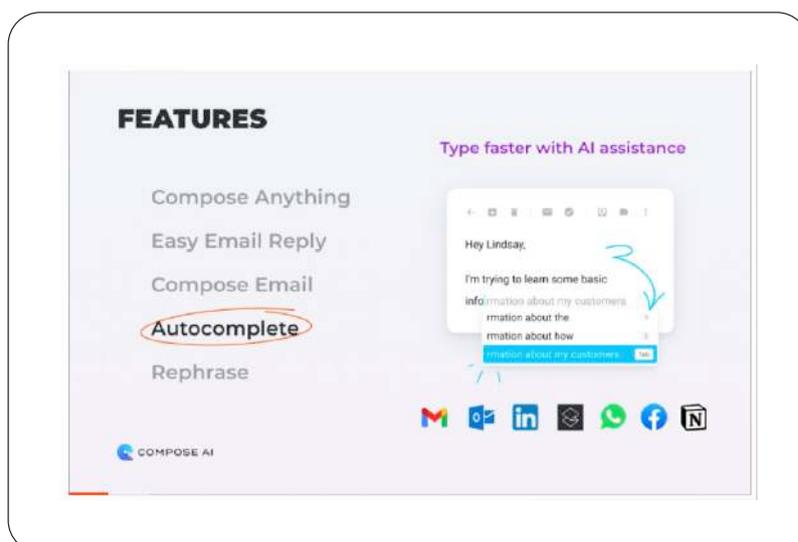 FEATURES
Type faster with AI assistance
Compose Anything
Easy Email Reply
Compose Email
Autocomplete
Rephrase
Hey Lindsay,
I'm trying to learn some basic
information about my customers
rmation about the
rmation about how
rmation about my customers Tab
in
N
COMPOSE AI